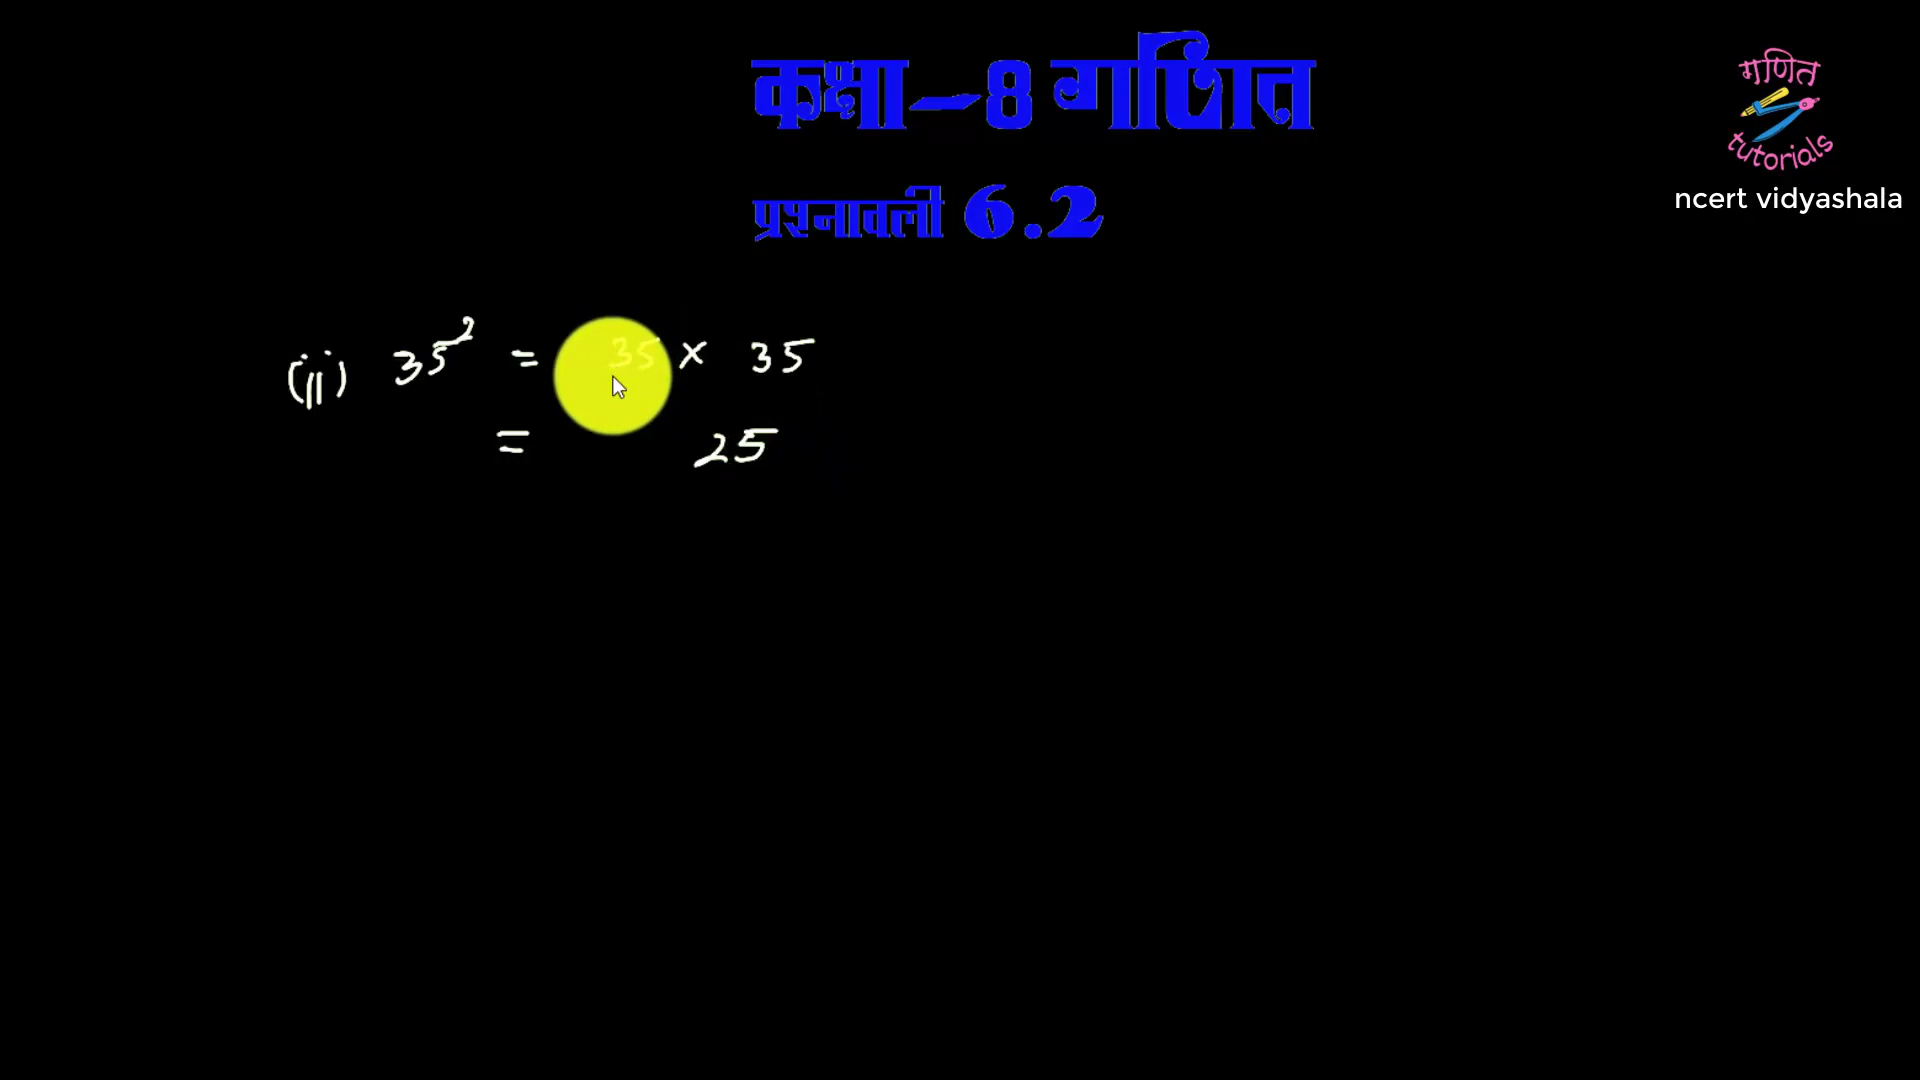 कक्षा-8 गणित
गणित
tutorials
ncert vidyashala
प्रश्नावली 6.2
(ii) 35² = 35 × 35
= 25